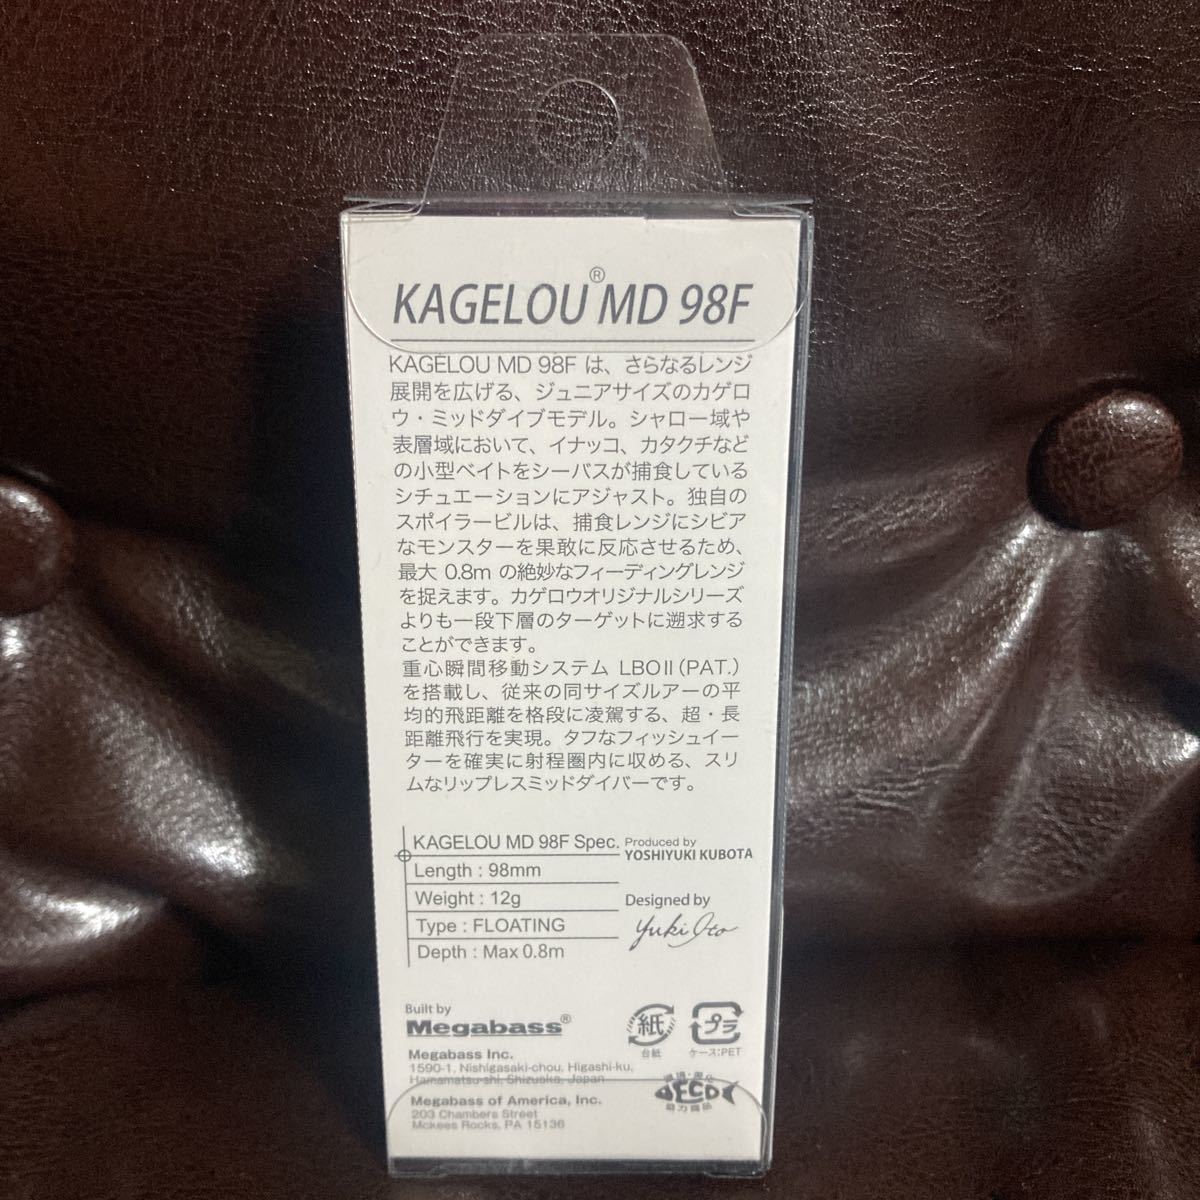 KAGELOU® MD 98F
KAGELOU MD 98F は、さらなるレンジ
展開を広げる、ジュニアサイズのカゲロ
ウ・ミッドダイブモデル。シャロー域や
表層域において、イナッコ、カタクチなど
の小型ベイトをシーバスが捕食している
シチュエーションにアジャスト。独自の
スポイラービルは、捕食レンジにシビア
なモンスターを果敢に反応させるため、
最大 0.8m の絶妙なフィーディングレンジ
を捉えます。カゲロウオリジナルシリーズ
よりも一段下層のターゲットに遡求する
ことができます。
重心瞬間移動システム LBOⅡ(PAT.)
を搭載し、従来の同サイズルアーの平
均的飛距離を格段に凌駕する、超・長
距離飛行を実現。タフなフィッシュイー
ターを確実に射程圏内に収める、スリ
ムなリップレスミッドダイバーです。
KAGELOU MD 98F Spec.
Length : 98mm
Weight : 12g
Type : FLOATING
Depth : Max 0.8m
Produced by
YOSHIYUKI KUBOTA
Designed by
Yuki Ito
Built by
Megabass®
Megabass Inc.
1590-1, Nishigasaki-chou, Higashi-ku,
Hamamatsu-shi, Shizuoka, Japan
Megabass of America, Inc.
203 Chambers Street
Mckees Rocks, PA 15136
紙
台紙
プラ
ケース:PET
環境・美化
ECO
協力商品